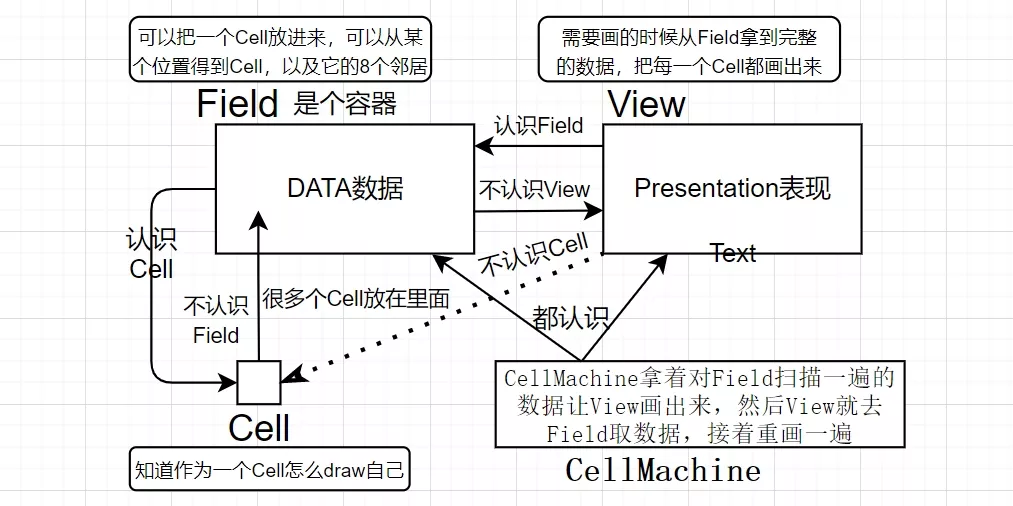 可以把一个Cell放进来，可以从某
个位置得到Cell，以及它的8个邻居
需要画的时候从Field拿到完整
的数据，把每一个Cell都画出来
Field 是个容器
View
认识Field
DATA数据
不认识View
Presentation表现
认识
Cell
不认识Cell
Text
不认识
Field
很多个Cell放在里面
都认识
CellMachine拿着对Field扫描一遍的
数据让View画出来，然后View就去
Field取数据，接着重画一遍
Cell
CellMachine
知道作为一个Cell怎么draw自己